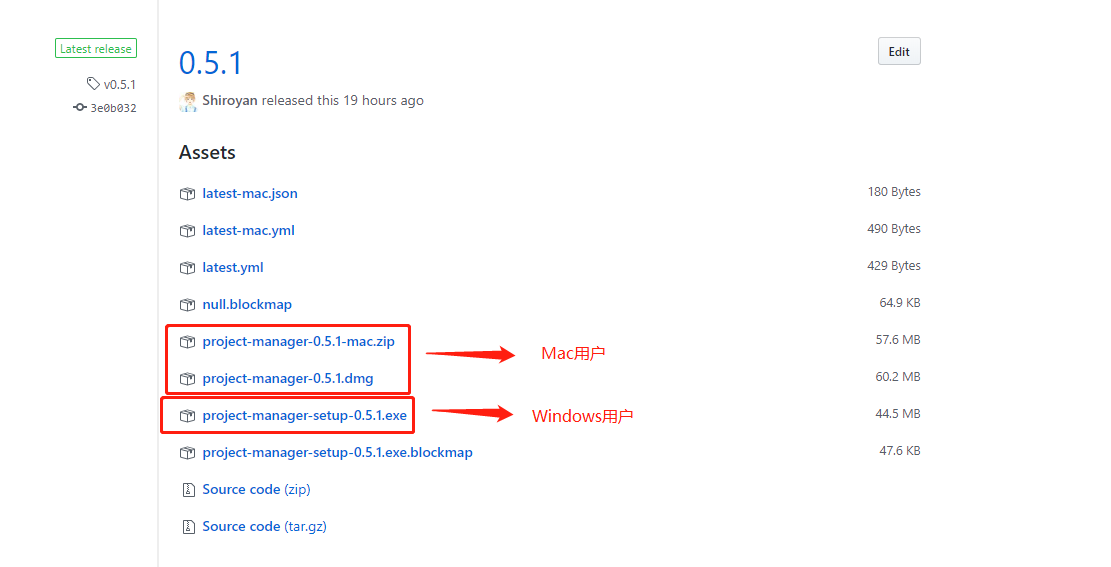 Latest release
v0.5.1
3e0b032
0.5.1
Edit
Shiroyan released this 19 hours ago
Assets
latest-mac.json 180 Bytes
latest-mac.yml 490 Bytes
latest.yml 429 Bytes
null.blockmap 64.9 KB
project-manager-0.5.1-mac.zip 57.6 MB
Mac用户
project-manager-0.5.1.dmg 60.2 MB
project-manager-setup-0.5.1.exe Windows用户 44.5 MB
project-manager-setup-0.5.1.exe.blockmap 47.6 KB
Source code (zip)
Source code (tar.gz)